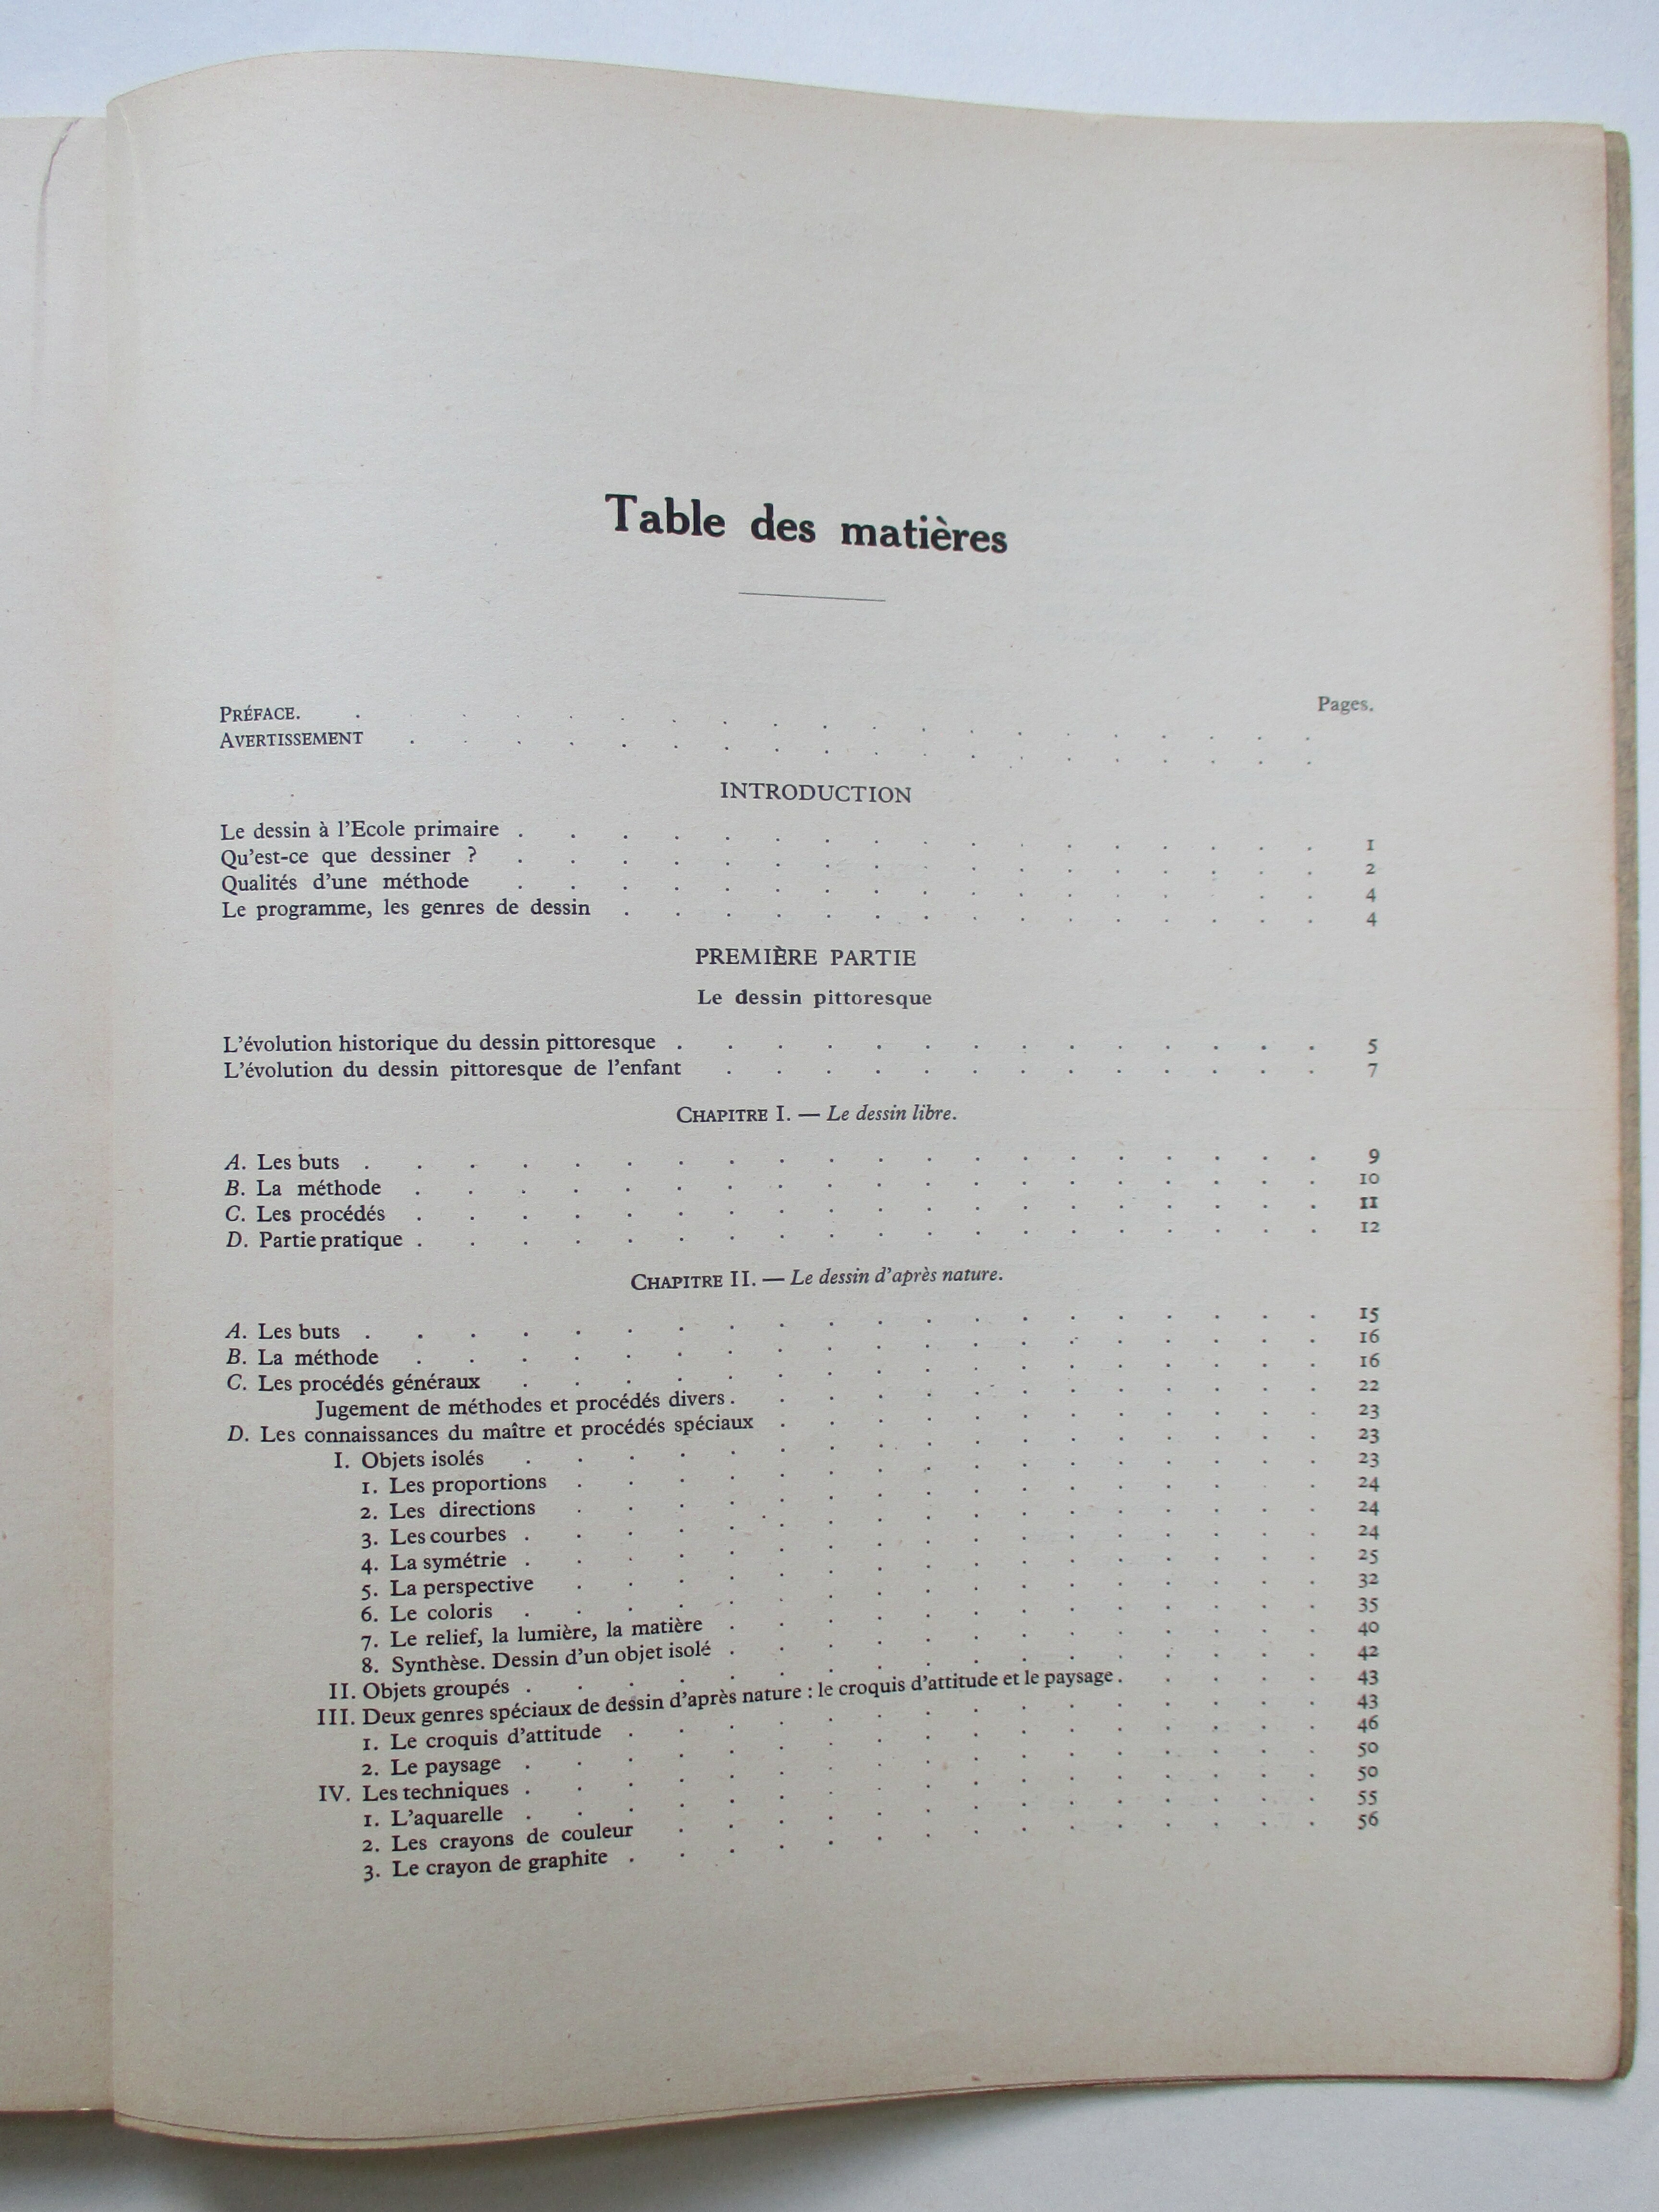 Table des matières
Pages.
PRÉFACE.
AVERTISSEMENT
INTRODUCTION
Le dessin à l'Ecole primaire . . . 1
Qu'est-ce que dessiner ? . . . 2
Qualités d'une méthode . . . 4
Le programme, les genres de dessin . . . 4
PREMIÈRE PARTIE
Le dessin pittoresque
L'évolution historique du dessin pittoresque . . . 5
L'évolution du dessin pittoresque de l'enfant . . . 7
CHAPITRE I. — Le dessin libre.
A. Les buts . . . 9
B. La méthode . . . 10
C. Les procédés . . . 11
D. Partie pratique . . . 12
CHAPITRE II. — Le dessin d'après nature.
A. Les buts . . . 15
B. La méthode . . . 16
C. Les procédés généraux . . . 16
Jugement de méthodes et procédés divers . . . 22
D. Les connaissances du maître et procédés spéciaux . . . 23
I. Objets isolés . . . 23
1. Les proportions . . . 23
2. Les directions . . . 24
3. Les courbes . . . 24
4. La symétrie . . . 24
5. La perspective . . . 25
6. Le coloris . . . 32
7. Le relief, la lumière, la matière . . . 35
8. Synthèse. Dessin d'un objet isolé . . . 40
II. Objets groupés . . . 42
III. Deux genres spéciaux de dessin d'après nature : le croquis d'attitude et le paysage . . . 43
1. Le croquis d'attitude . . . 43
2. Le paysage . . . 46
IV. Les techniques . . . 50
1. L'aquarelle . . . 50
2. Les crayons de couleur . . . 55
3. Le crayon de graphite . . . 56